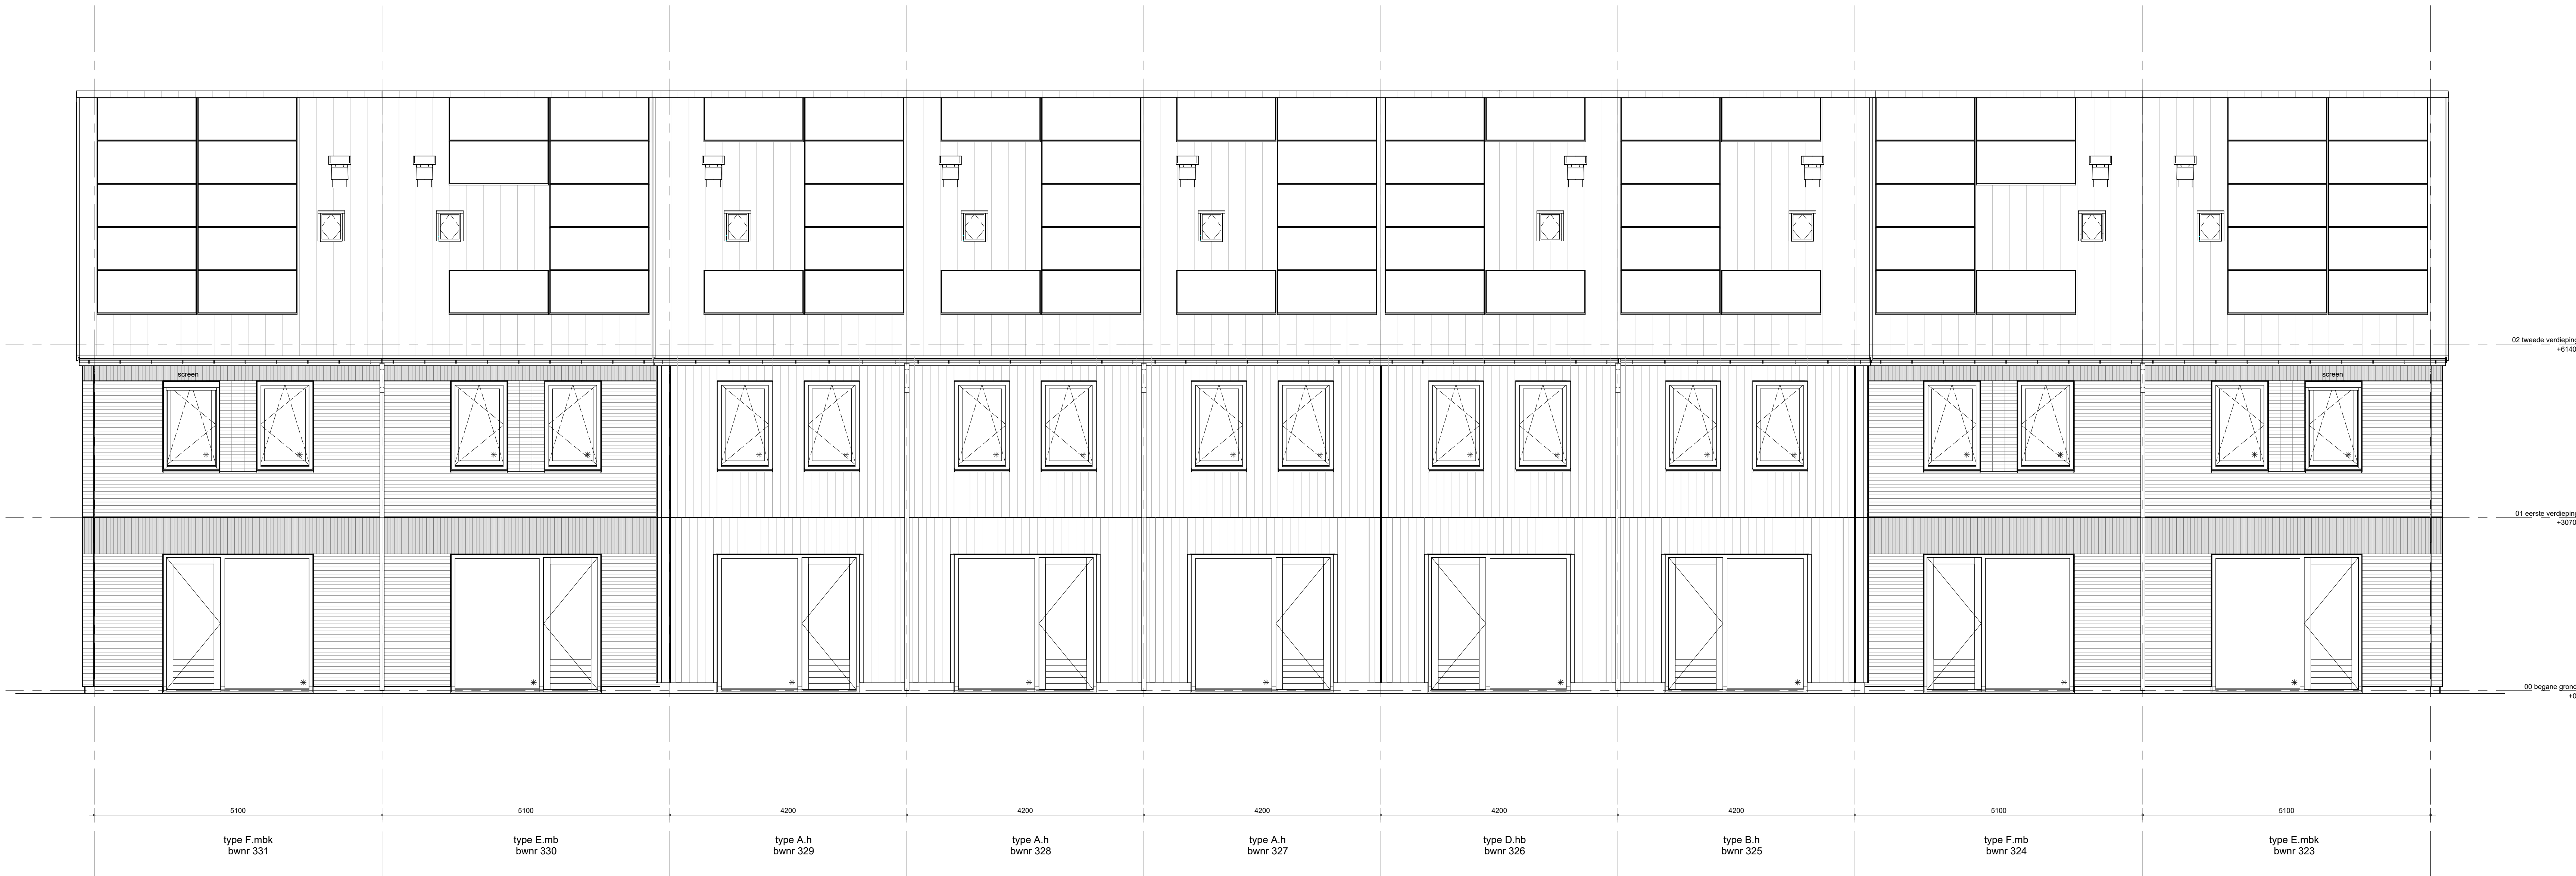 02 tweede verdieping
+6140
screen
screen
01 eerste verdieping
+3070
00 begane grond
+0
5100
5100
4200
4200
4200
4200
4200
5100
5100
type F.mbk
bwnr 331
type E.mb
bwnr 330
type A.h
bwnr 329
type A.h
bwnr 328
type A.h
bwnr 327
type D.hb
bwnr 326
type B.h
bwnr 325
type F.mb
bwnr 324
type E.mbk
bwnr 323